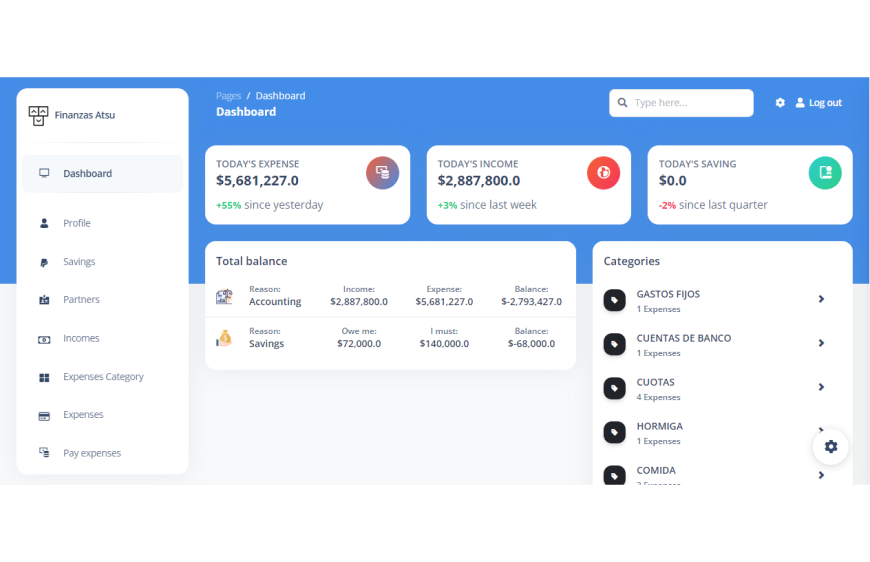 Finanzas Atsu
Dashboard
Profile
Savings
Partners
Incomes
Expenses Category
Expenses
Pay expenses
Pages / Dashboard
Dashboard
Type here...
Log out
TODAY'S EXPENSE
$5,681,227.0
+55% since yesterday
TODAY'S INCOME
$2,887,800.0
+3% since last week
TODAY'S SAVING
$0.0
-2% since last quarter
Total balance
Reason: Income: Expense: Balance:
Accounting $2,887,800.0 $5,681,227.0 $-2,793,427.0
Reason: Owe me: I must: Balance:
Savings $72,000.0 $140,000.0 $-68,000.0
Categories
GASTOS FIJOS
1 Expenses
CUENTAS DE BANCO
1 Expenses
CUOTAS
4 Expenses
HORMIGA
1 Expenses
COMIDA